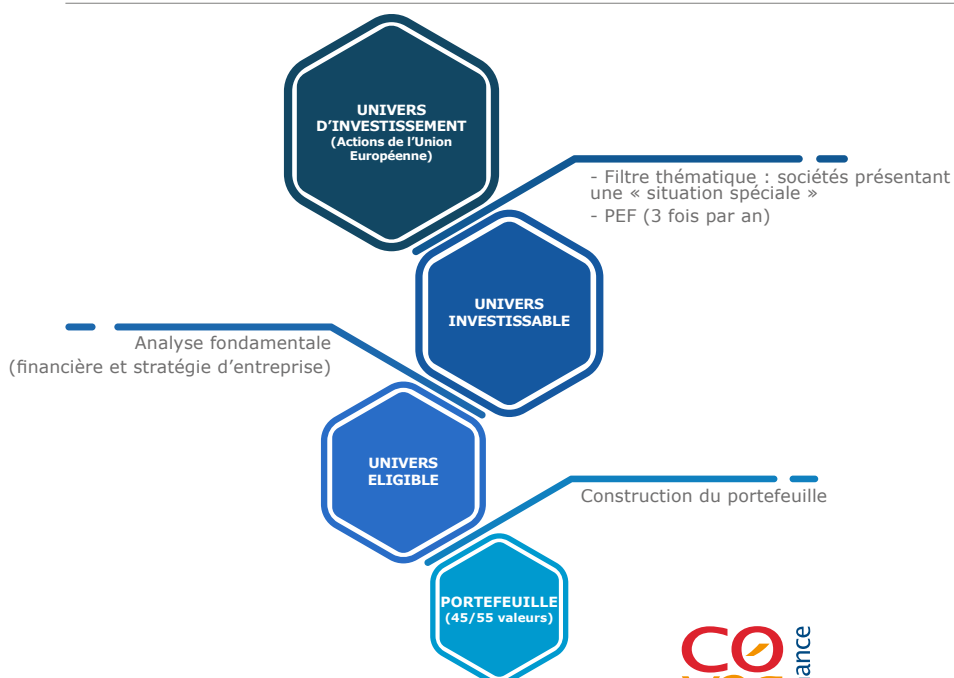 UNIVERS
D'INVESTISSEMENT
(Actions de l'Union
Européenne)
- Filtre thématique : sociétés présentant
une « situation spéciale »
- PEF (3 fois par an)
UNIVERS
INVESTISSABLE
Analyse fondamentale
(financière et stratégie d'entreprise)
UNIVERS
ELIGIBLE
Construction du portefeuille
PORTEFEUILLE
(45/55 valeurs)
CO